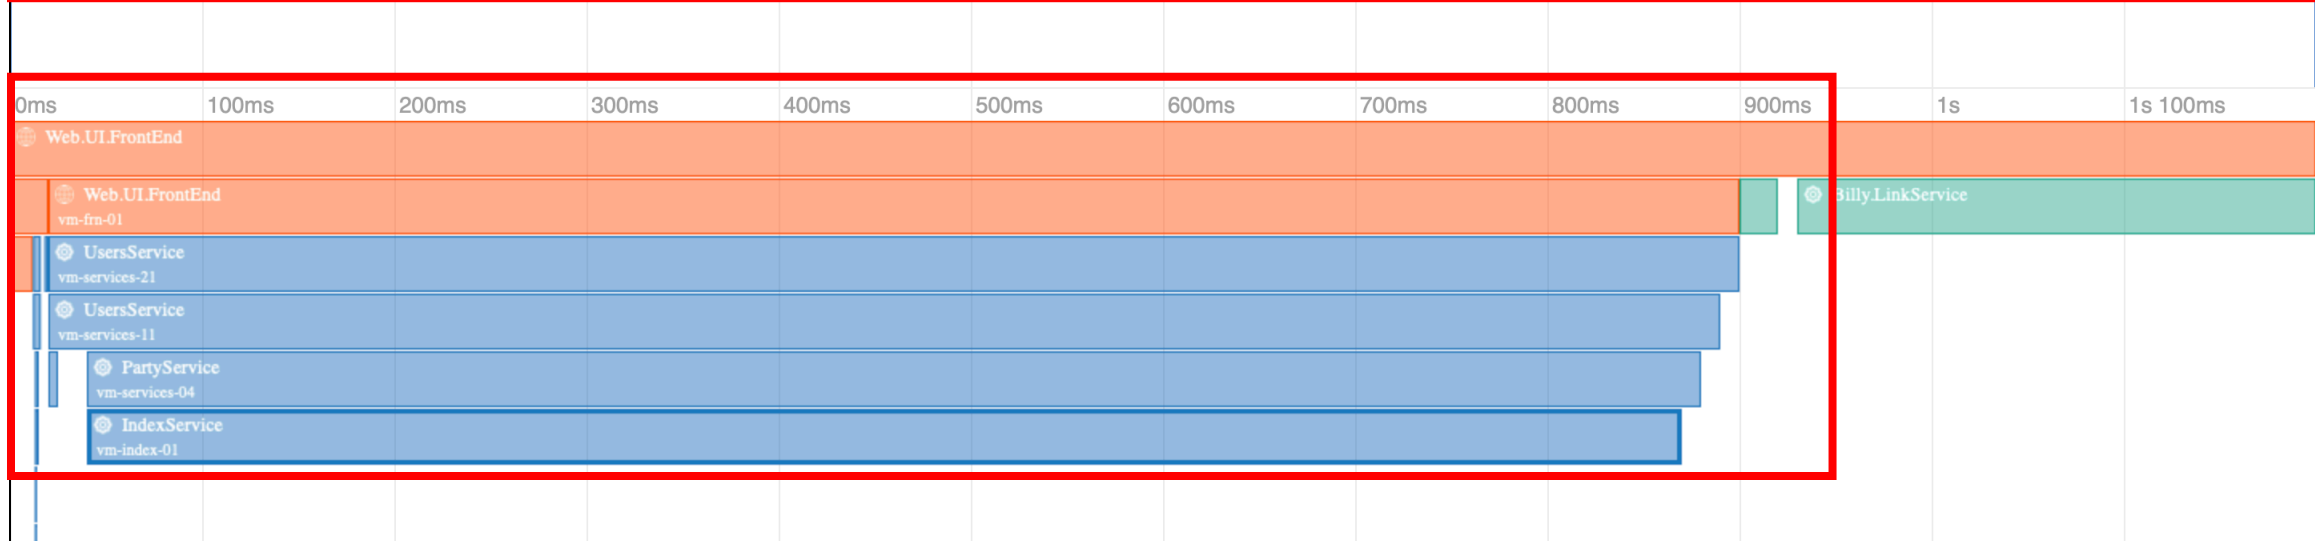 0ms 100ms 200ms 300ms 400ms 500ms 600ms 700ms 800ms 900ms 1s 1s 100ms
Web.UI.FrontEnd
Web.UI.FrontEnd
vm-frn-01
Billy.LinkService
UsersService
vm-services-21
UsersService
vm-services-11
PartyService
vm-services-04
IndexService
vm-index-01